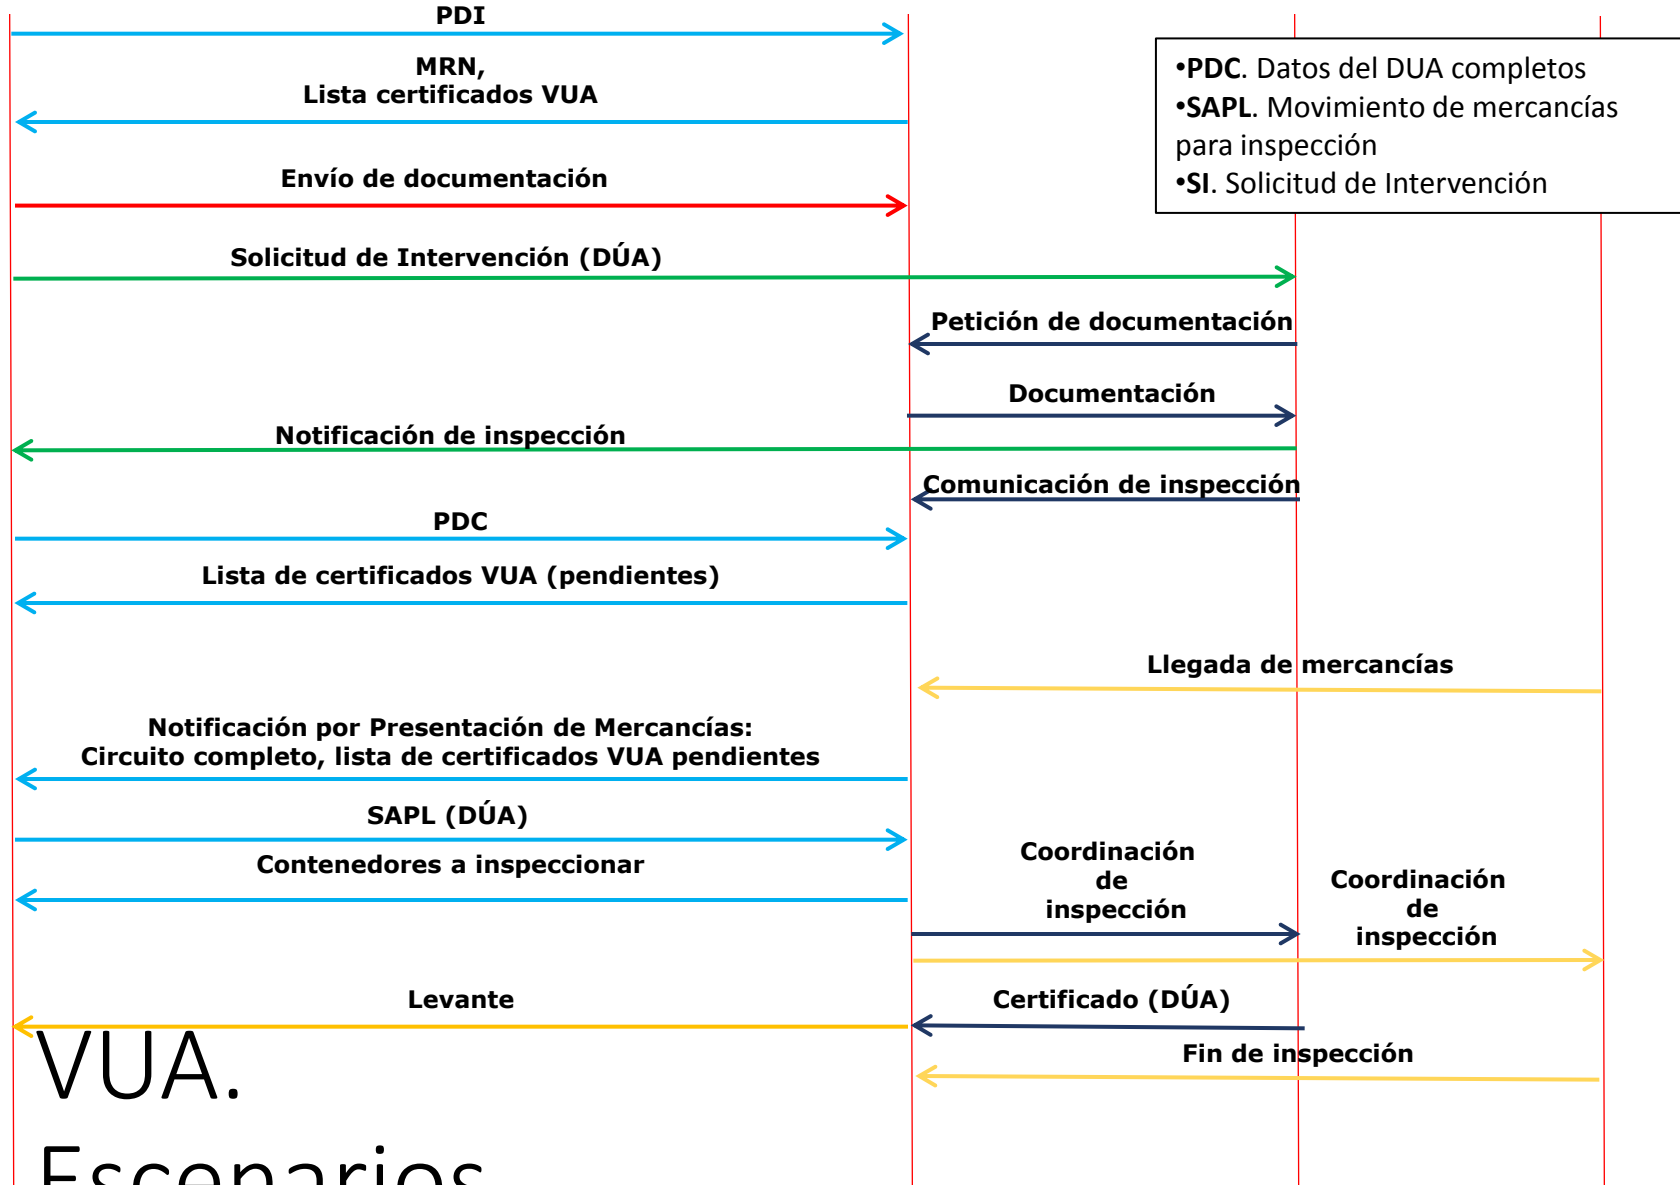 PDI
MRN,
Lista certificados VUA
•PDC. Datos del DUA completos
•SAPL. Movimiento de mercancías
para inspección
•SI. Solicitud de Intervención
Envío de documentación
Solicitud de Intervención (DÚA)
Petición de documentación
Documentación
Notificación de inspección
Comunicación de inspección
PDC
Lista de certificados VUA (pendientes)
Llegada de mercancías
Notificación por Presentación de Mercancías:
Circuito completo, lista de certificados VUA pendientes
SAPL (DÚA)
Contenedores a inspeccionar
Coordinación
de
inspección
Coordinación
de
inspección
Levante
Certificado (DÚA)
Fin de inspección
VUA.
Escenarios